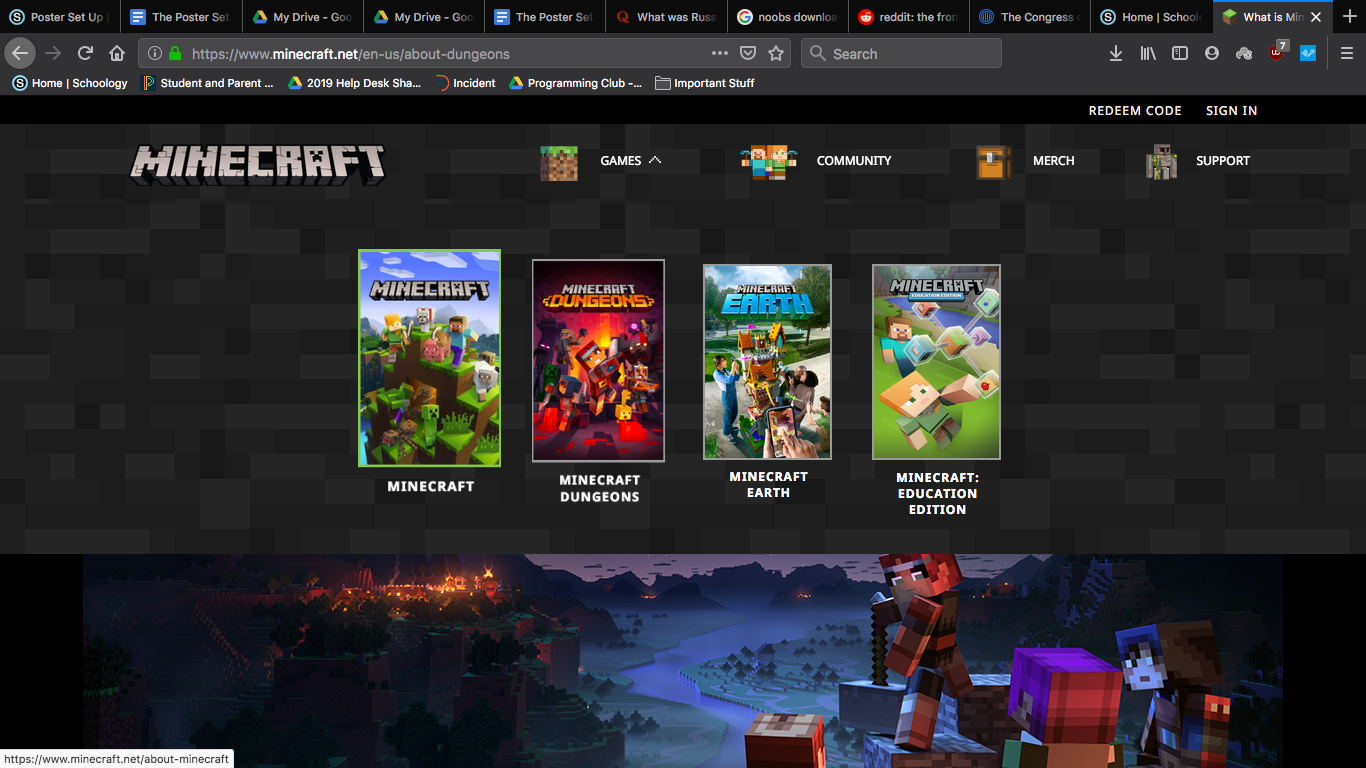 Poster Set Up
The Poster Set
My Drive - Goo
My Drive - Goo
The Poster Set
What was Russ
noobs downloa
reddit: the fron
The Congress o
Home | Schoolo
What is Min
https://www.minecraft.net/en-us/about-dungeons
Search
7
Home | Schoology
Student and Parent ...
2019 Help Desk Sha...
Incident
Programming Club -...
Important Stuff
REDEEM CODE
SIGN IN
MINECRAFT
GAMES
COMMUNITY
MERCH
SUPPORT
MINECRAFT
MINECRAFT
DUNGEONS
MINECRAFT
EARTH
MINECRAFT
EDUCATION EDITION
MINECRAFT
MINECRAFT
DUNGEONS
MINECRAFT
EARTH
MINECRAFT:
EDUCATION
EDITION
https://www.minecraft.net/about-minecraft